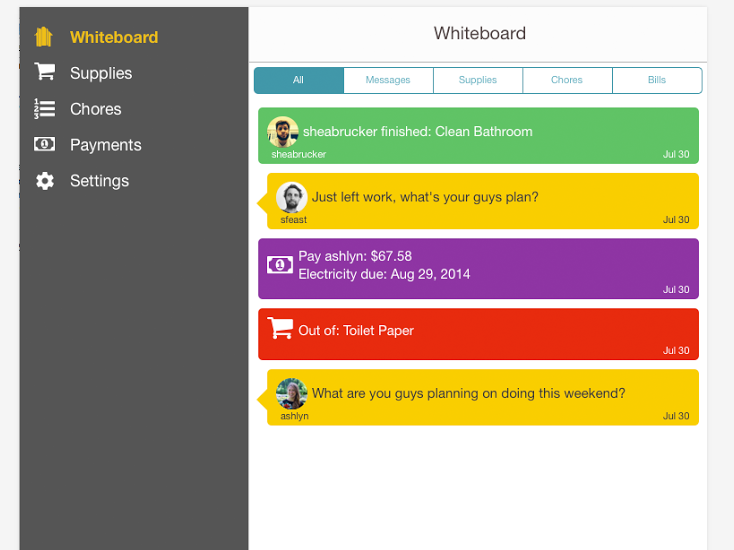 Whiteboard
Supplies
Chores
Payments
Settings
Whiteboard
All Messages Supplies Chores Bills
sheabrucker finished: Clean Bathroom
sheabrucker Jul 30
Just left work, what's your guys plan?
sfeast Jul 30
Pay ashlyn: $67.58
Electricity due: Aug 29, 2014
Jul 30
Out of: Toilet Paper
Jul 30
What are you guys planning on doing this weekend?
ashlyn Jul 30